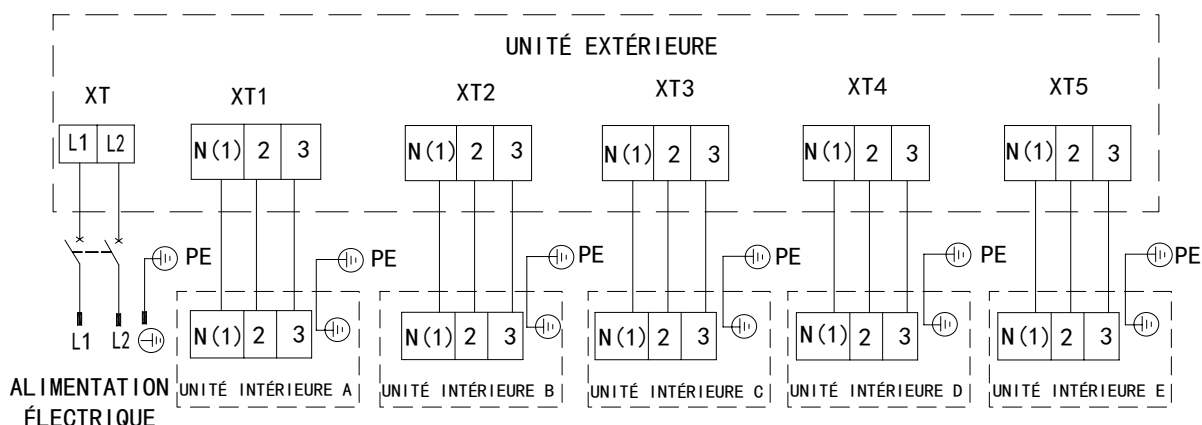 UNITÉ EXTÉRIEURE
XT
XT1
XT2
XT3
XT4
XT5
L1 L2
N(1) 2 3
N(1) 2 3
N(1) 2 3
N(1) 2 3
N(1) 2 3
PE
PE
PE
PE
PE
PE
L1 L2
N(1) 2 3
N(1) 2 3
N(1) 2 3
N(1) 2 3
N(1) 2 3
ALIMENTATION
ÉLECTRIQUE
UNITÉ INTÉRIEURE A
UNITÉ INTÉRIEURE B
UNITÉ INTÉRIEURE C
UNITÉ INTÉRIEURE D
UNITÉ INTÉRIEURE E